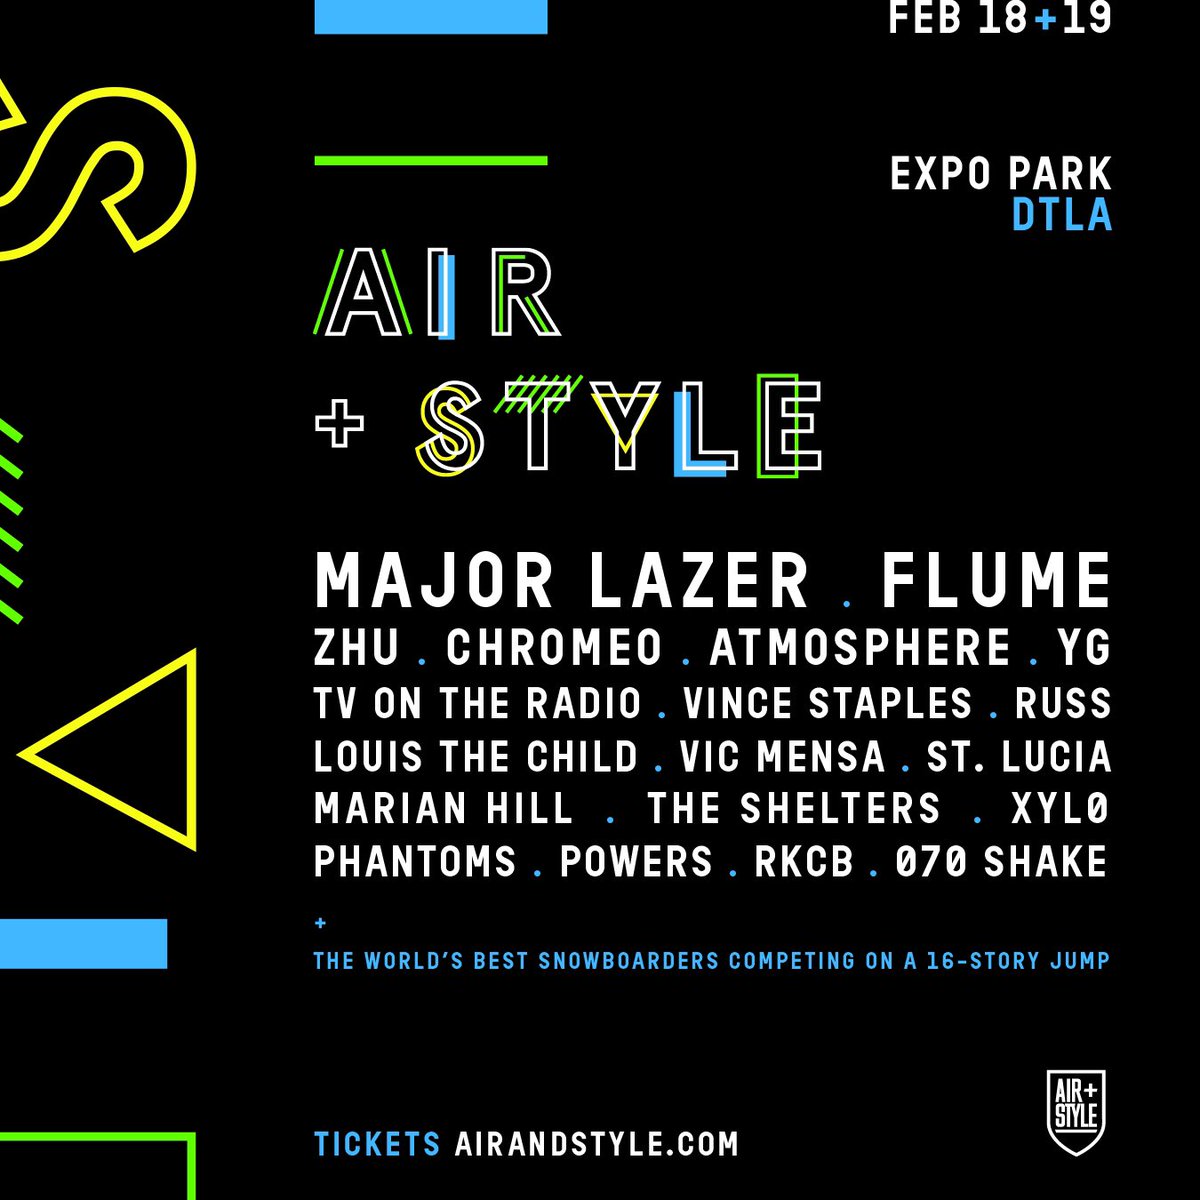 FEB 18+19
EXPO PARK
DTLA
AIR
+ STYLE
MAJOR LAZER . FLUME
ZHU . CHROMEO . ATMOSPHERE . YG
TV ON THE RADIO . VINCE STAPLES . RUSS
LOUIS THE CHILD . VIC MENSA . ST. LUCIA
MARIAN HILL . THE SHELTERS . XYLØ
PHANTOMS . POWERS . RKCB . 070 SHAKE
+
THE WORLD'S BEST SNOWBOARDERS COMPETING ON A 16-STORY JUMP
AIR+
STYLE
TICKETS AIRANDSTYLE.COM